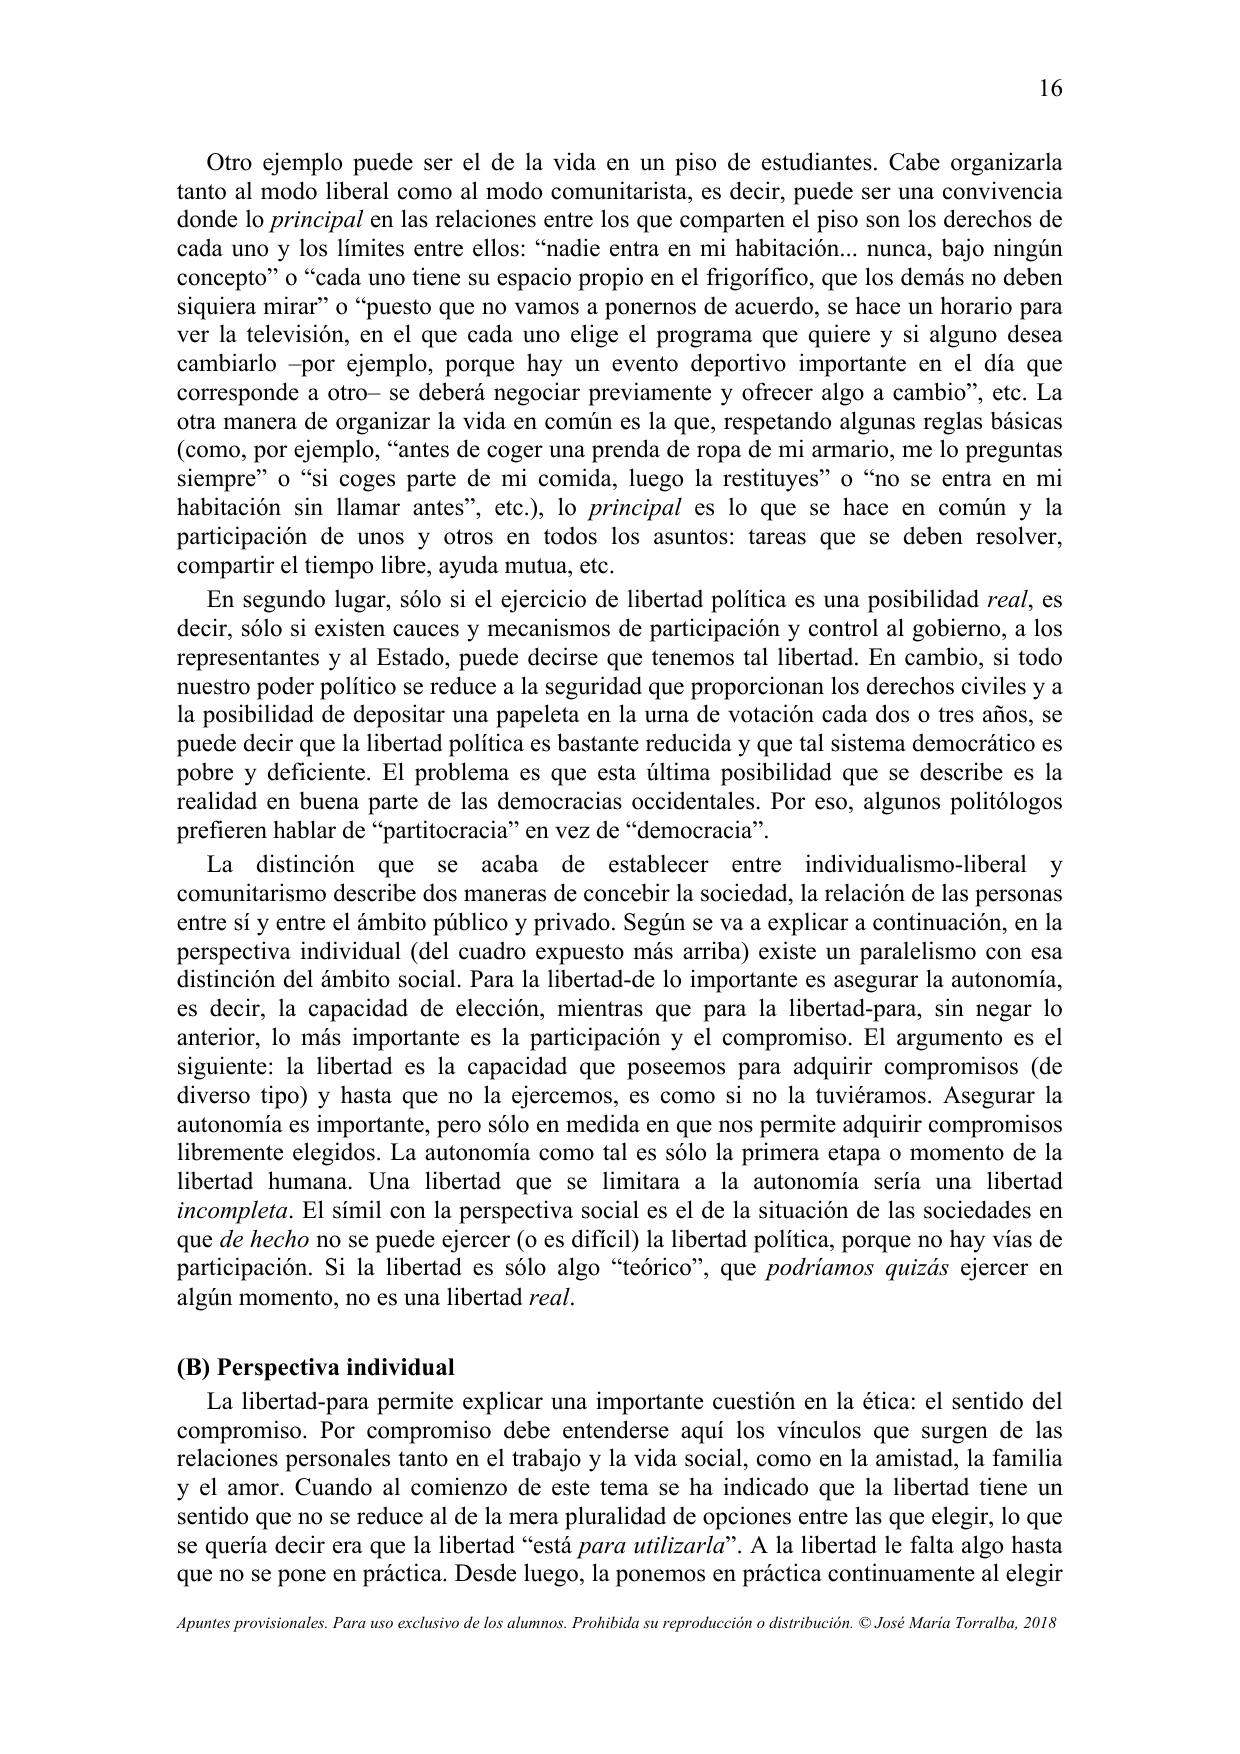 16
Otro ejemplo puede ser el de la vida en un piso de estudiantes. Cabe organizarla
tanto al modo liberal como al modo comunitarista, es decir, puede ser una convivencia
donde lo principal en las relaciones entre los que comparten el piso son los derechos de
cada uno y los límites entre ellos: “nadie entra en mi habitación... nunca, bajo ningún
concepto” o “cada uno tiene su espacio propio en el frigorífico, que los demás no deben
siquiera mirar” o “puesto que no vamos a ponernos de acuerdo, se hace un horario para
ver la televisión, en el que cada uno elige el programa que quiere y si alguno desea
cambiarlo –por ejemplo, porque hay un evento deportivo importante en el día que
corresponde a otro– se deberá negociar previamente y ofrecer algo a cambio”, etc. La
otra manera de organizar la vida en común es la que, respetando algunas reglas básicas
(como, por ejemplo, “antes de coger una prenda de ropa de mi armario, me lo preguntas
siempre” o “si coges parte de mi comida, luego la restituyes” o “no se entra en mi
habitación sin llamar antes”, etc.), lo principal es lo que se hace en común y la
participación de unos y otros en todos los asuntos: tareas que se deben resolver,
compartir el tiempo libre, ayuda mutua, etc.
En segundo lugar, sólo si el ejercicio de libertad política es una posibilidad real, es
decir, sólo si existen cauces y mecanismos de participación y control al gobierno, a los
representantes y al Estado, puede decirse que tenemos tal libertad. En cambio, si todo
nuestro poder político se reduce a la seguridad que proporcionan los derechos civiles y a
la posibilidad de depositar una papeleta en la urna de votación cada dos o tres años, se
puede decir que la libertad política es bastante reducida y que tal sistema democrático es
pobre y deficiente. El problema es que esta última posibilidad que se describe es la
realidad en buena parte de las democracias occidentales. Por eso, algunos politólogos
prefieren hablar de “partitocracia” en vez de “democracia”.
La distinción que se acaba de establecer entre individualismo-liberal y
comunitarismo describe dos maneras de concebir la sociedad, la relación de las personas
entre sí y entre el ámbito público y privado. Según se va a explicar a continuación, en la
perspectiva individual (del cuadro expuesto más arriba) existe un paralelismo con esa
distinción del ámbito social. Para la libertad-de lo importante es asegurar la autonomía,
es decir, la capacidad de elección, mientras que para la libertad-para, sin negar lo
anterior, lo más importante es la participación y el compromiso. El argumento es el
siguiente: la libertad es la capacidad que poseemos para adquirir compromisos (de
diverso tipo) y hasta que no la ejercemos, es como si no la tuviéramos. Asegurar la
autonomía es importante, pero sólo en medida en que nos permite adquirir compromisos
libremente elegidos. La autonomía como tal es sólo la primera etapa o momento de la
libertad humana. Una libertad que se limitara a la autonomía sería una libertad
incompleta. El símil con la perspectiva social es el de la situación de las sociedades en
que de hecho no se puede ejercer (o es difícil) la libertad política, porque no hay vías de
participación. Si la libertad es sólo algo “teórico”, que podríamos quizás ejercer en
algún momento, no es una libertad real.
(B) Perspectiva individual
La libertad-para permite explicar una importante cuestión en la ética: el sentido del
compromiso. Por compromiso debe entenderse aquí los vínculos que surgen de las
relaciones personales tanto en el trabajo y la vida social, como en la amistad, la familia
y el amor. Cuando al comienzo de este tema se ha indicado que la libertad tiene un
sentido que no se reduce al de la mera pluralidad de opciones entre las que elegir, lo que
se quería decir era que la libertad “está para utilizarla”. A la libertad le falta algo hasta
que no se pone en práctica. Desde luego, la ponemos en práctica continuamente al elegir
Apuntes provisionales. Para uso exclusivo de los alumnos. Prohibida su reproducción o distribución. © José María Torralba, 2018